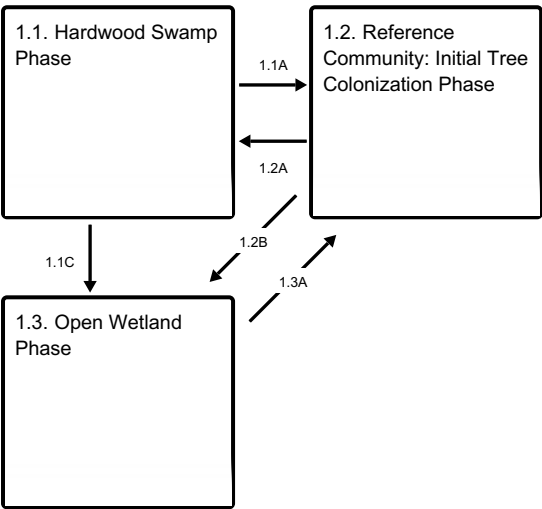 1.1. Hardwood Swamp
Phase
1.2. Reference
Community: Initial Tree
Colonization Phase
1.1A
1.2A
1.2B
1.1C
1.3A
1.3. Open Wetland
Phase